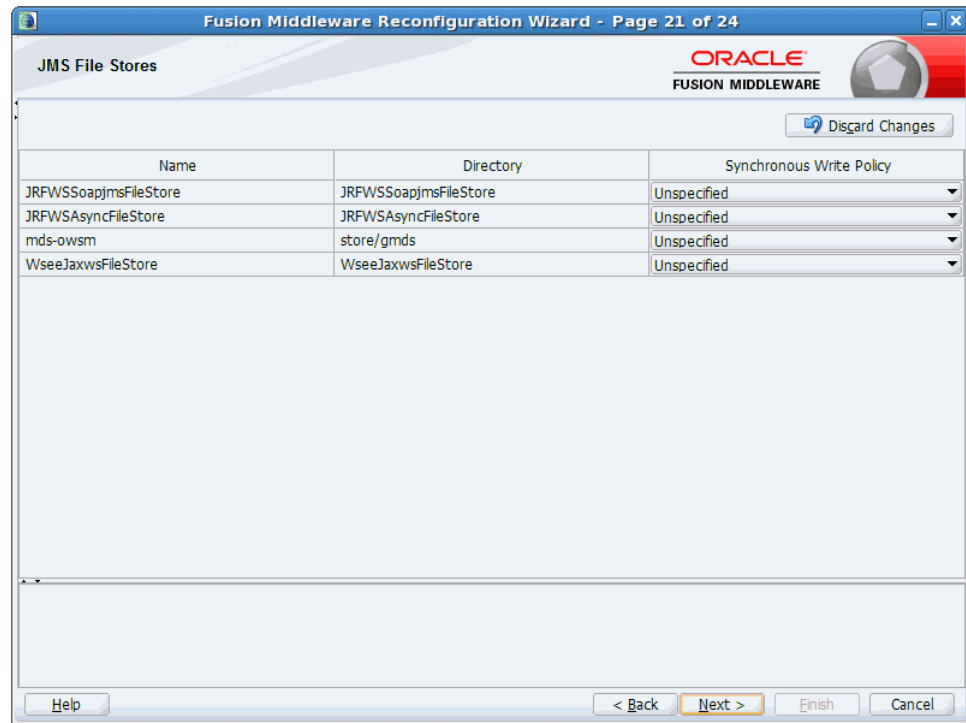 Fusion Middleware Reconfiguration Wizard - Page 21 of 24
JMS File Stores
ORACLE
FUSION MIDDLEWARE
Discard Changes
Name Directory Synchronous Write Policy
JRFWSSoapjmsFileStore JRFWSSoapjmsFileStore Unspecified
JRFWSAsyncFileStore JRFWSAsyncFileStore Unspecified
mds-owsm store/gmds Unspecified
WseeJaxwsFileStore WseeJaxwsFileStore Unspecified
Help < Back Next > Finish Cancel